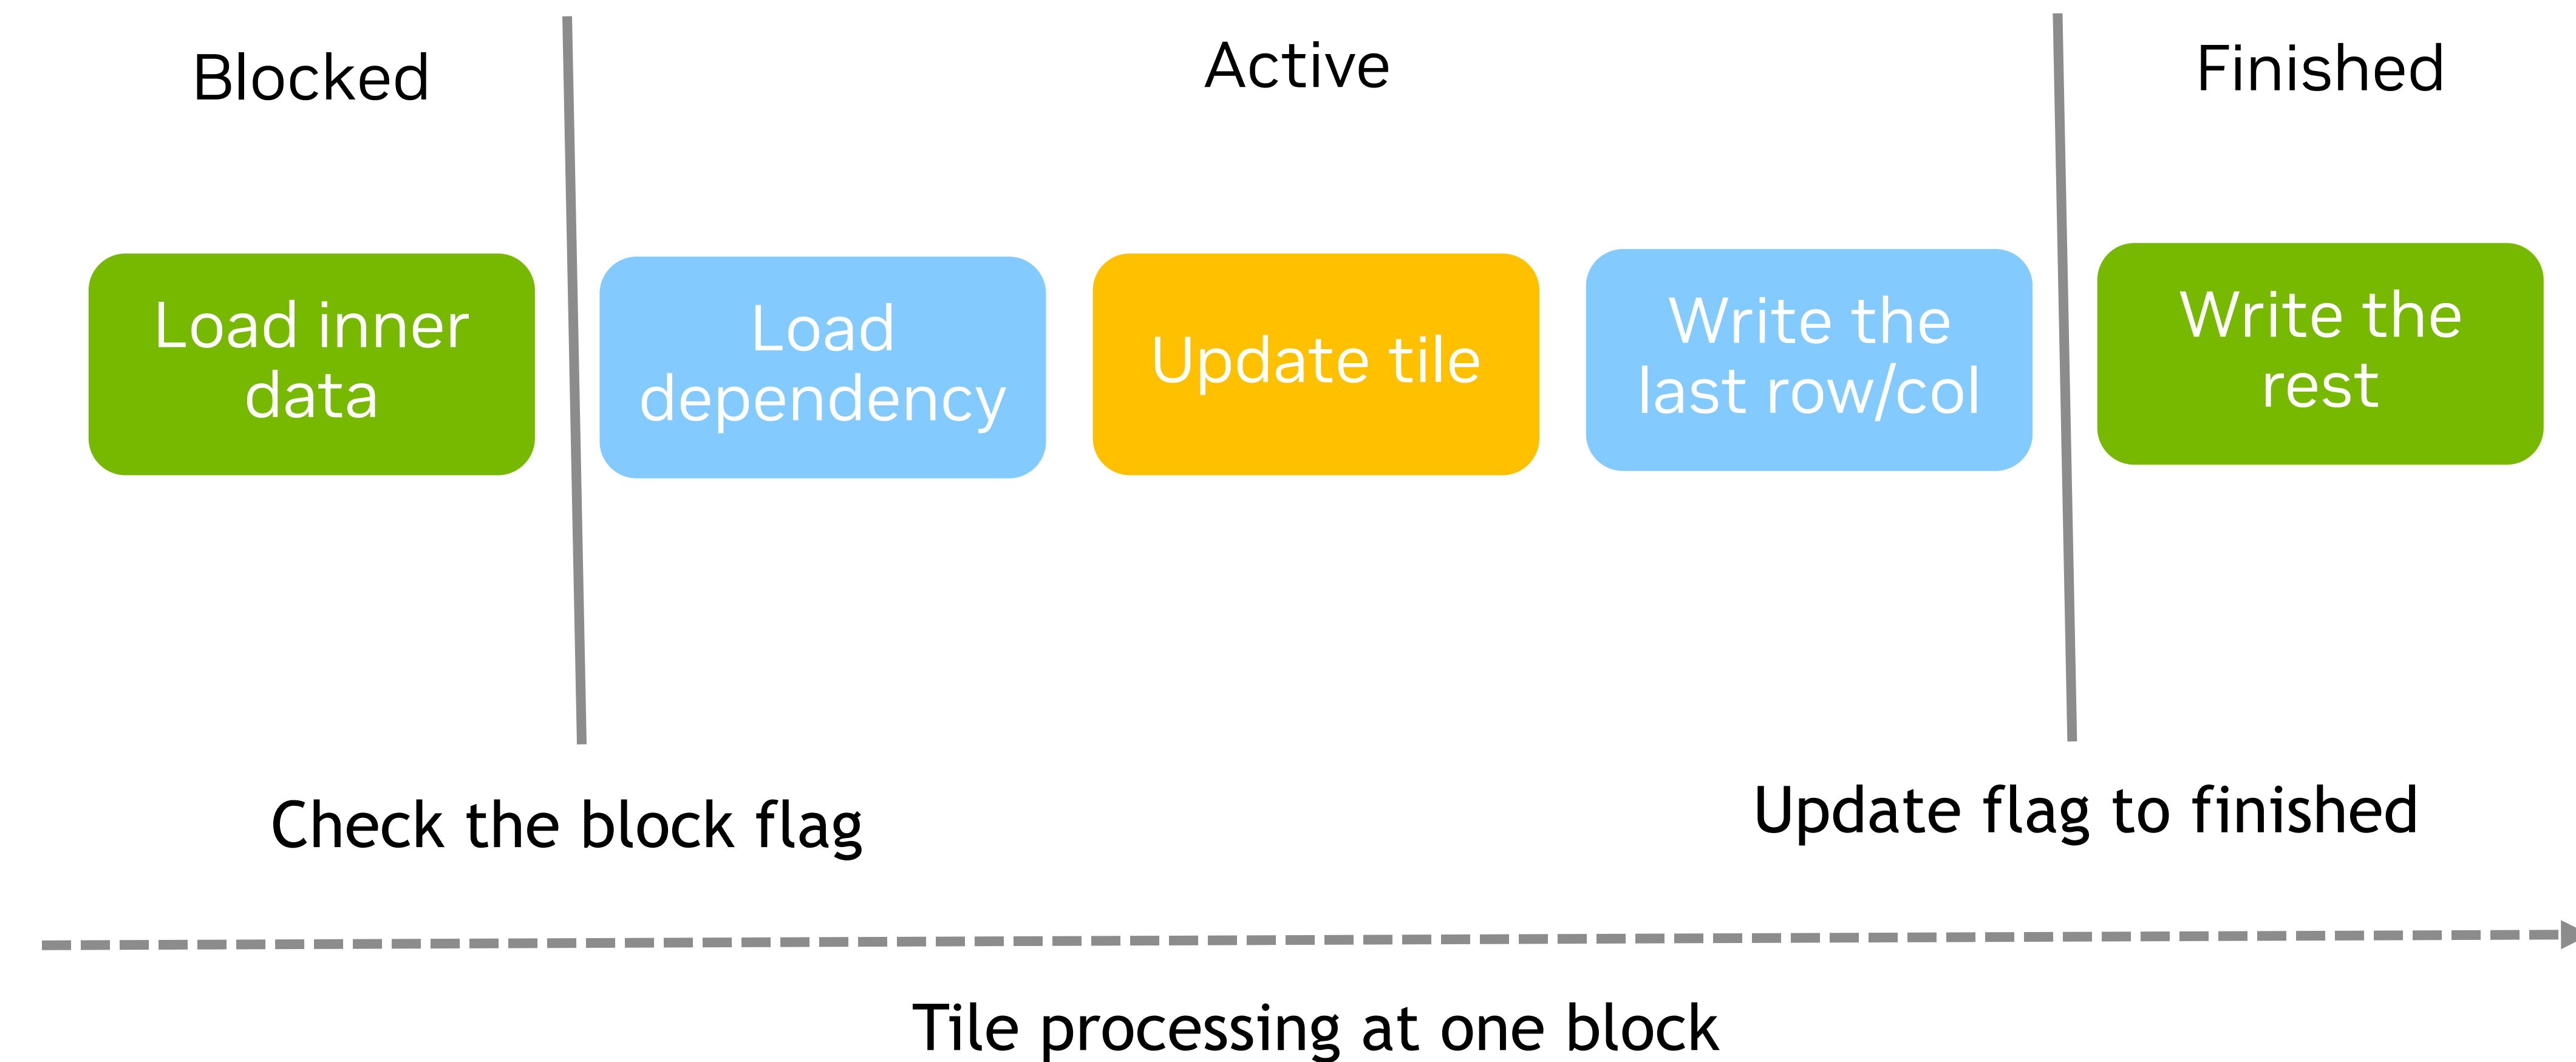 Blocked
Active
Finished
Load inner
data
Load
dependency
Update tile
Write the
last row/col
Write the
rest
Check the block flag
Update flag to finished
Tile processing at one block